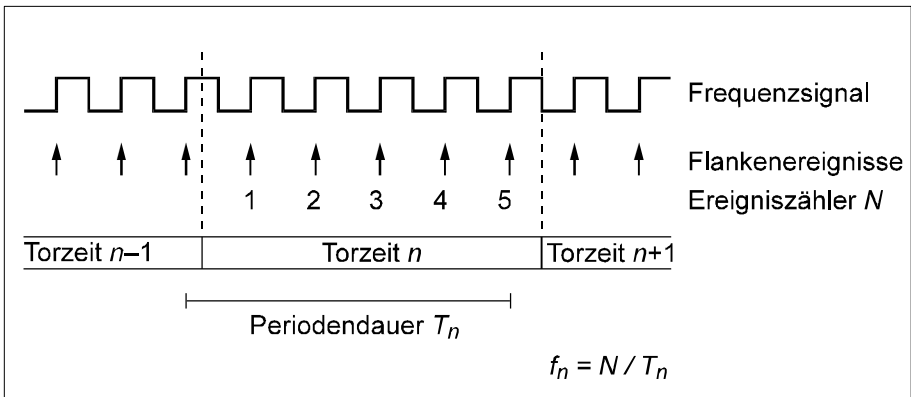 Frequenzsignal
Flankenereignisse
1 2 3 4 5 Ereigniszähler N
Torzeit n–1 Torzeit n Torzeit n+1
Periodendauer Tn
fn = N / Tn